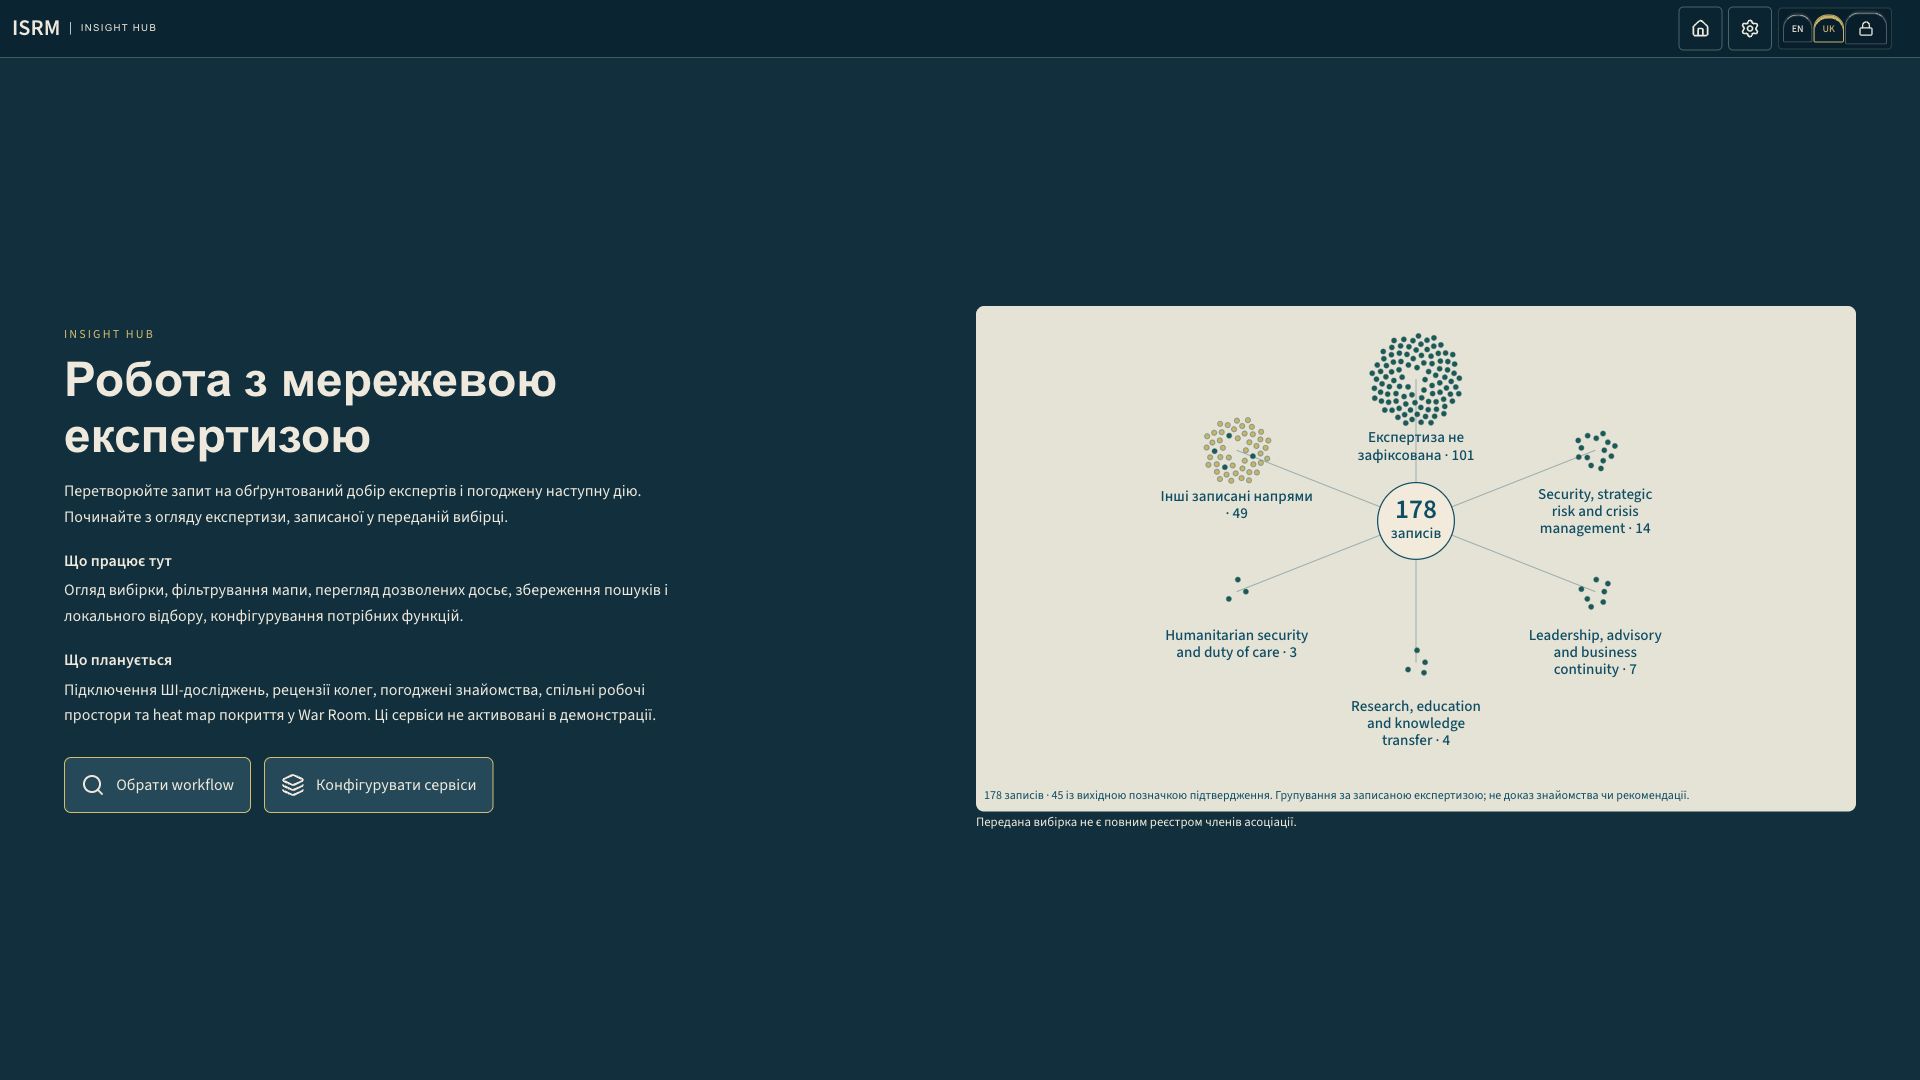 ISRM | INSIGHT HUB
EN UK
INSIGHT HUB
Робота з мережевою
експертизою
Перетворюйте запит на обґрунтований добір експертів і погоджену наступну дію.
Починайте з огляду експертизи, записаної у переданій вибірці.
Що працює тут
Огляд вибірки, фільтрування мапи, перегляд дозволених досьє, збереження пошуків і
локального відбору, конфігурування потрібних функцій.
Що планується
Підключення ШІ-досліджень, рецензії колег, погоджені знайомства, спільні робочі
простори та heat map покриття у War Room. Ці сервіси не активовані в демонстрації.
Обрати workflow
Конфігурувати сервіси
Експертиза не
зафіксована · 101
Інші записані напрями
· 49
Security, strategic
risk and crisis
management · 14
178
записів
Humanitarian security
and duty of care · 3
Leadership, advisory
and business
continuity · 7
Research, education
and knowledge
transfer · 4
178 записів · 45 із вихідною позначкою підтвердження. Групування за записаною експертизою; не доказ знайомства чи рекомендації.
Передана вибірка не є повним реєстром членів асоціації.